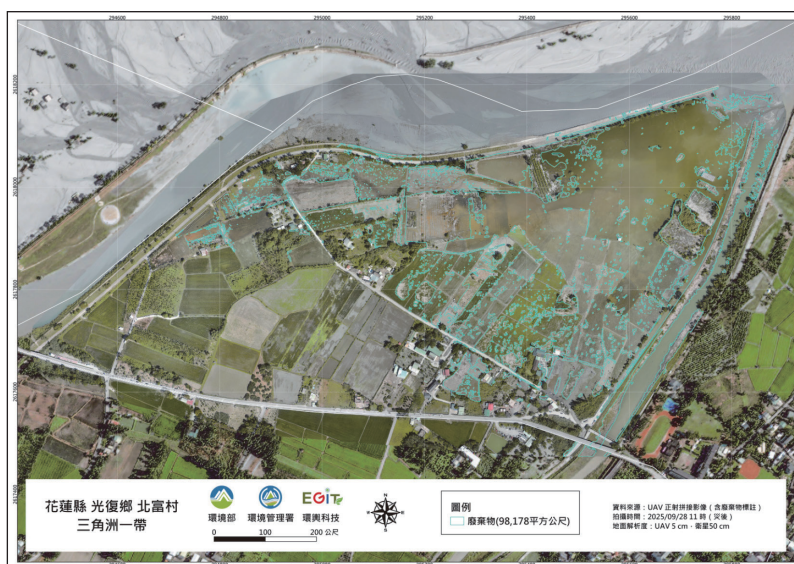 294600 294800 295000 295200 295400 295600 295800
2618200
2618000
2617800
花蓮縣 光復鄉 北富村
三角洲一帶
環境部
環境管理署
EGiT
環興科技
0 100 200 公尺
N
圖例
廢棄物(98,178平方公尺)
資料來源：UAV 正射拼接影像（含廢棄物標註）
拍攝時間：2025/09/28 11 時（災後）
地面解析度：UAV 5 cm、衛星50 cm